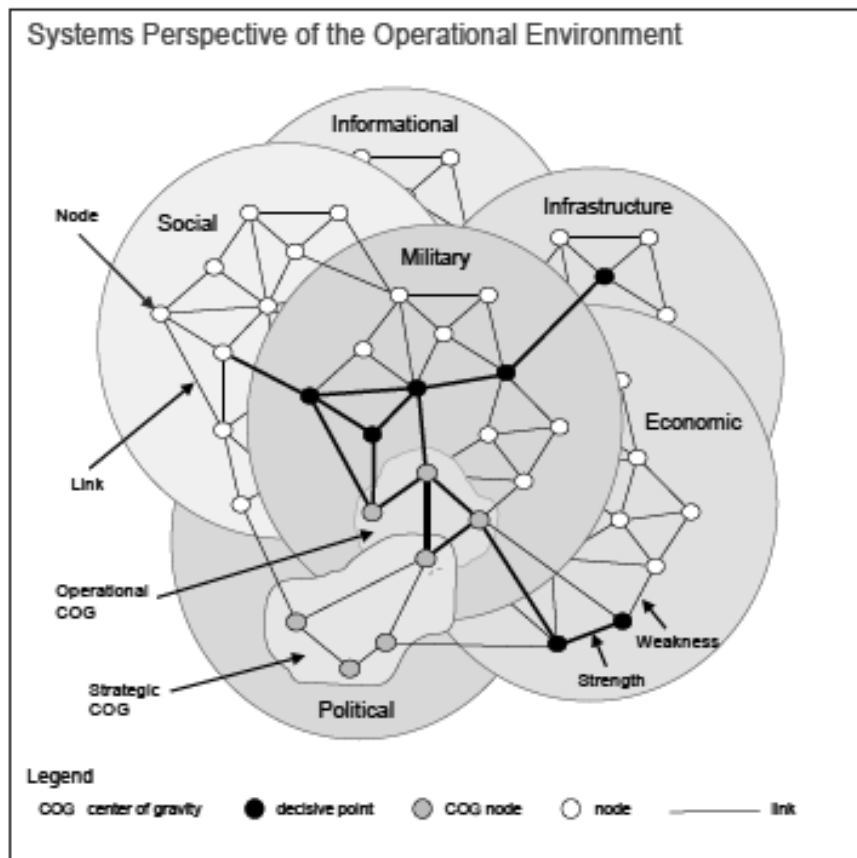 Systems Perspective of the Operational Environment
Informational
Infrastructure
Node
Social
Military
Economic
Link
Operational
COG
Weakness
Strength
Strategic
COG
Political
Legend
COG center of gravity decisive point COG node node link